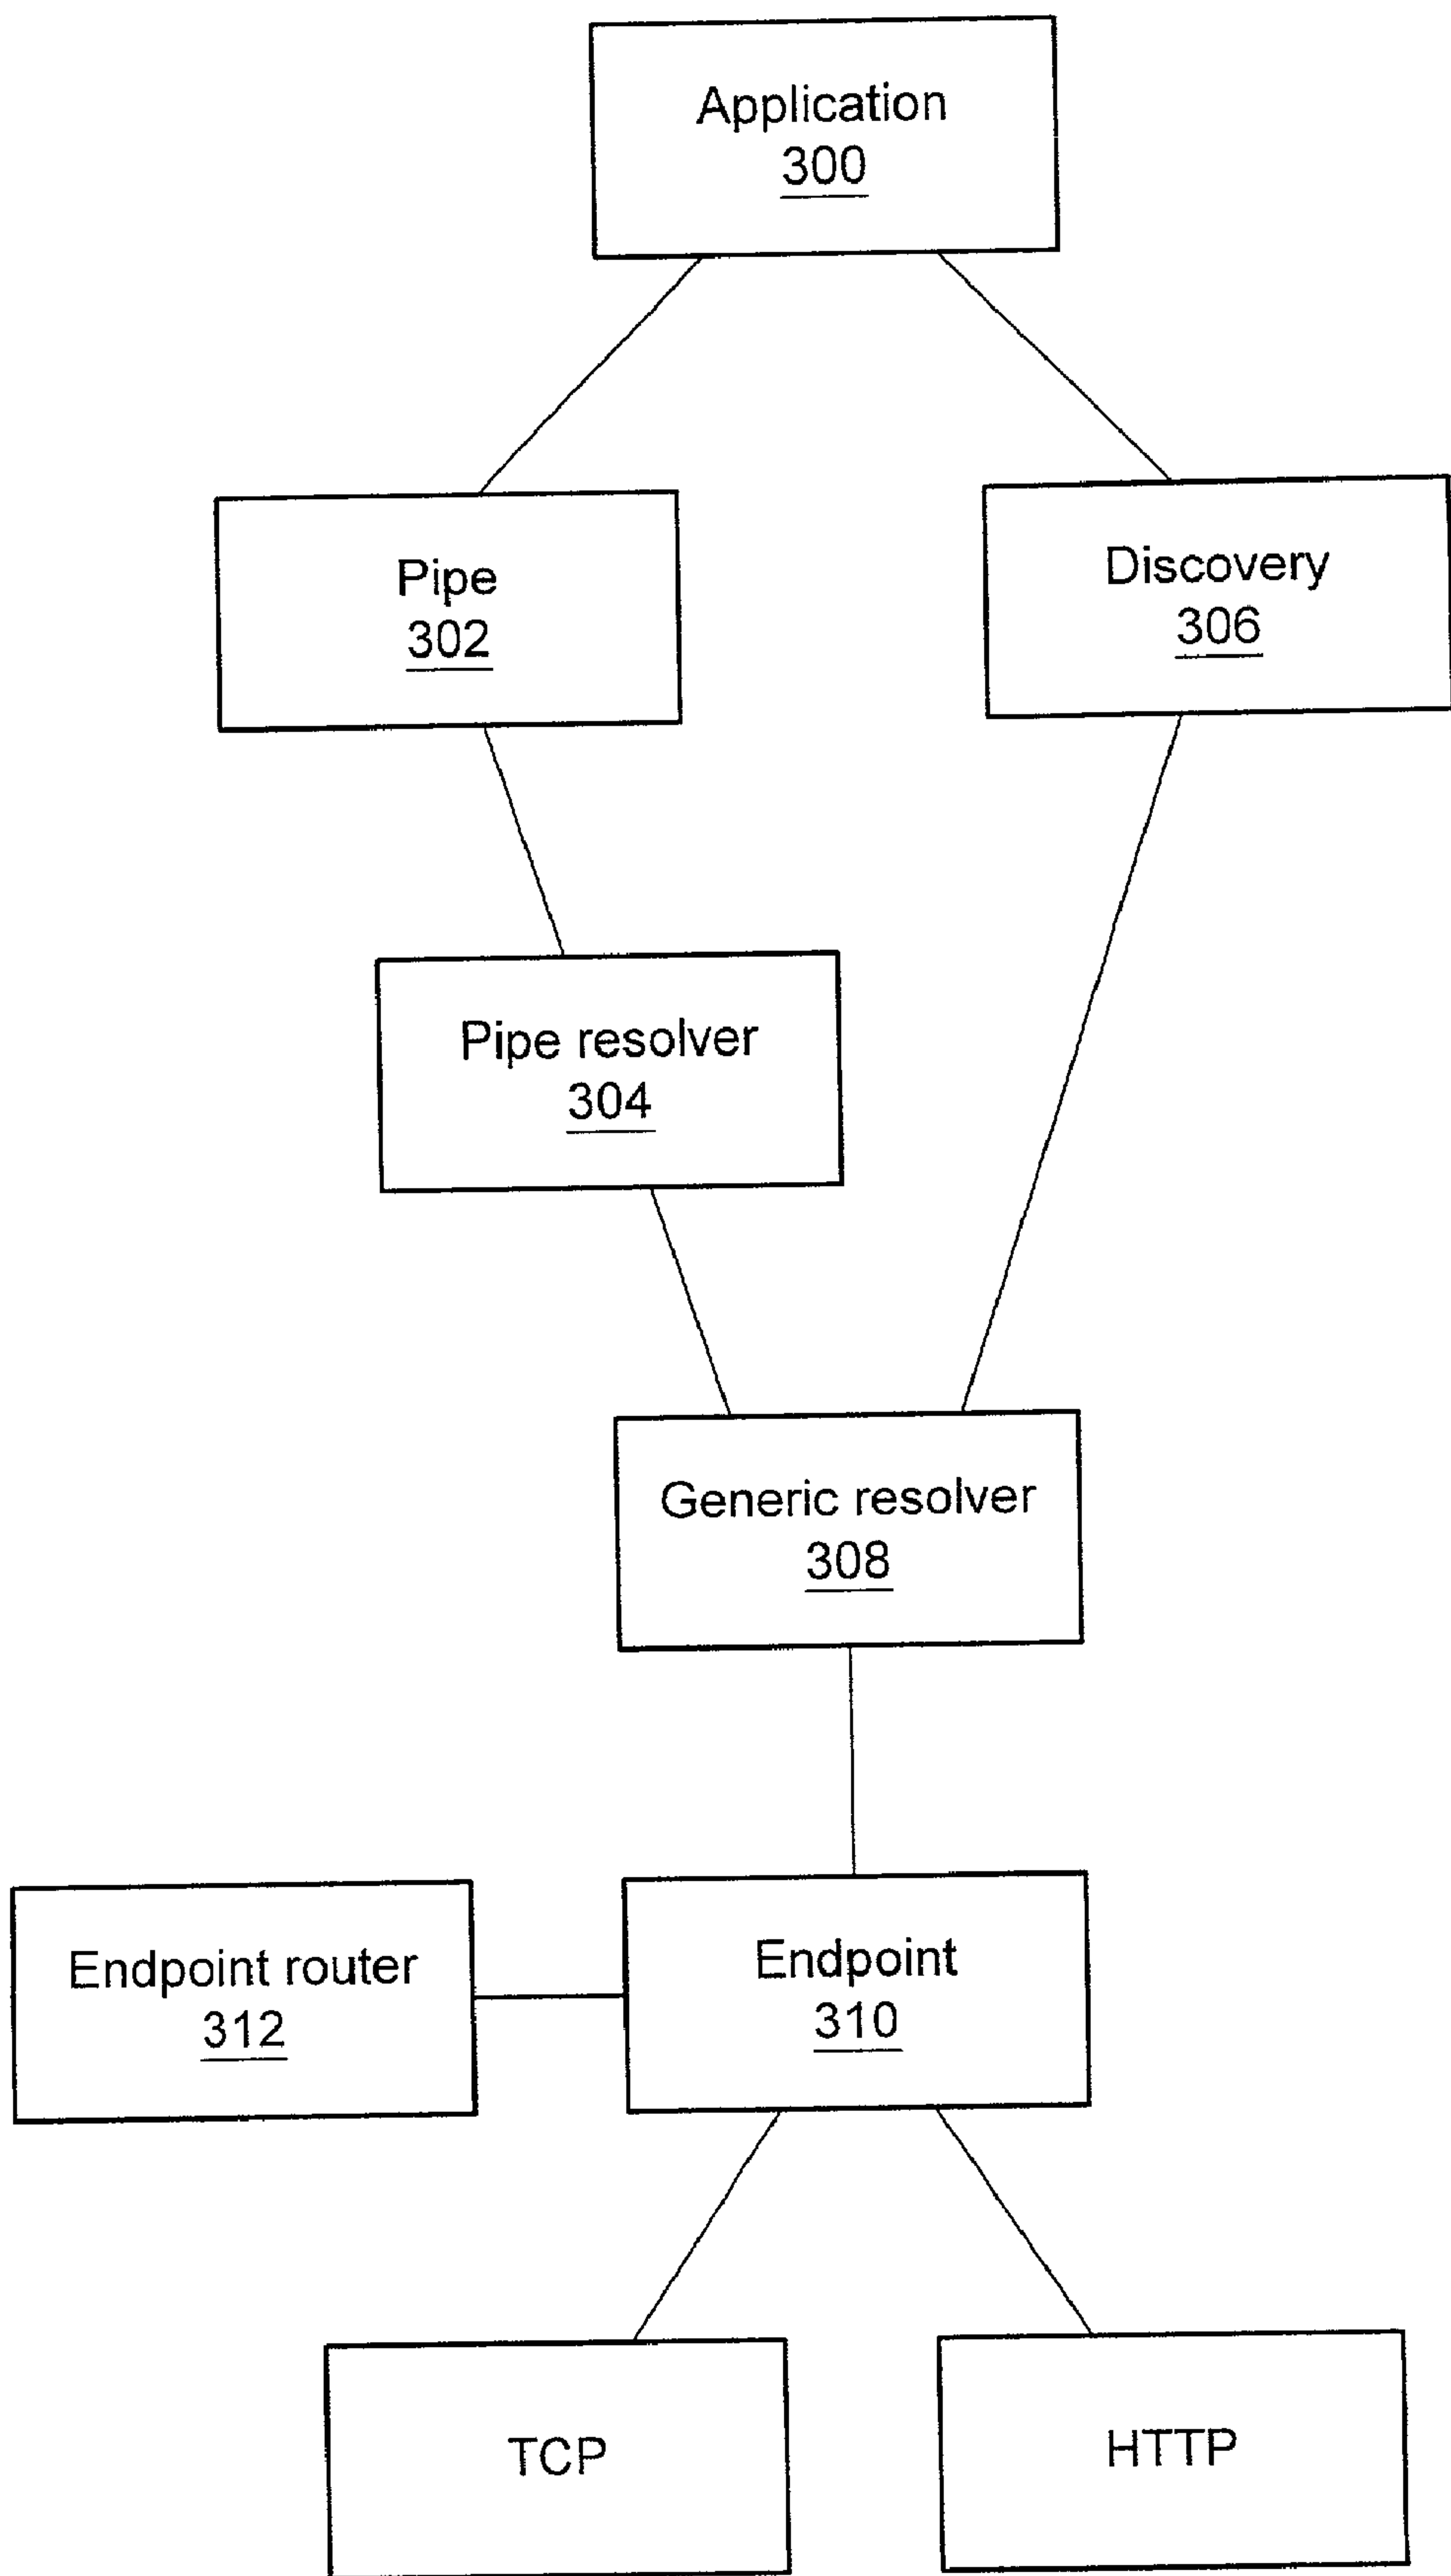 Application
300
Pipe
302
Discovery
306
Pipe resolver
304
Generic resolver
308
Endpoint router
312
Endpoint
310
TCP
HTTP